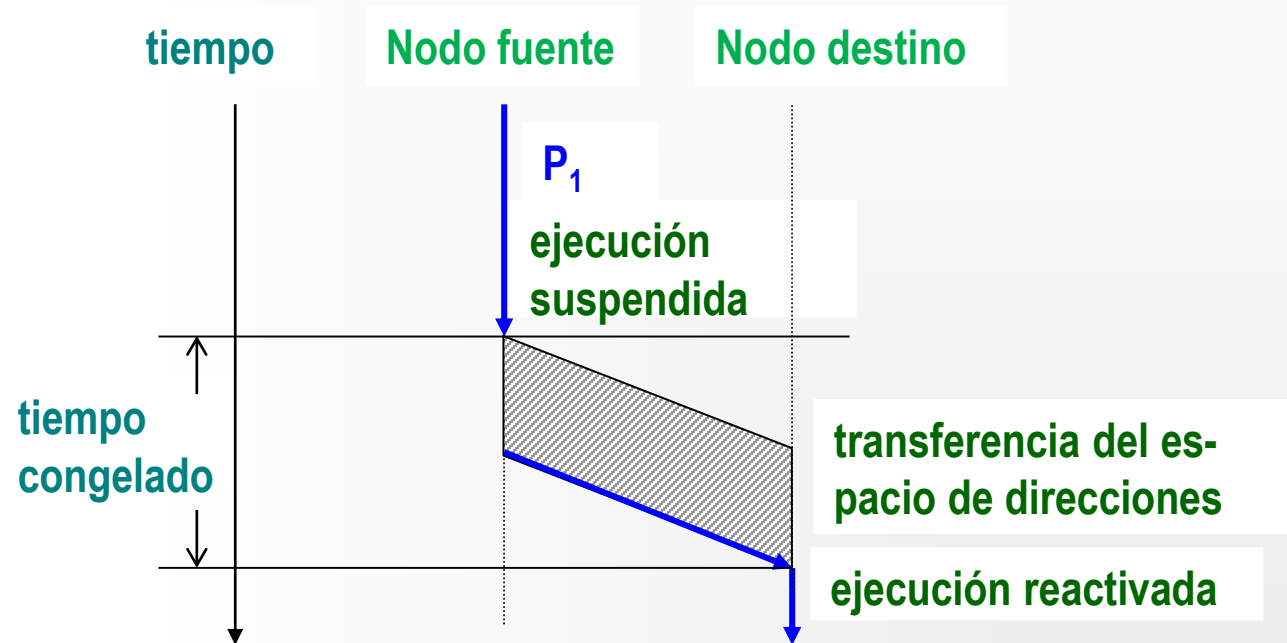 tiempo
Nodo fuente
Nodo destino
P₁
ejecución
suspendida
tiempo
congelado
transferencia del es-
pacio de direcciones
ejecución reactivada